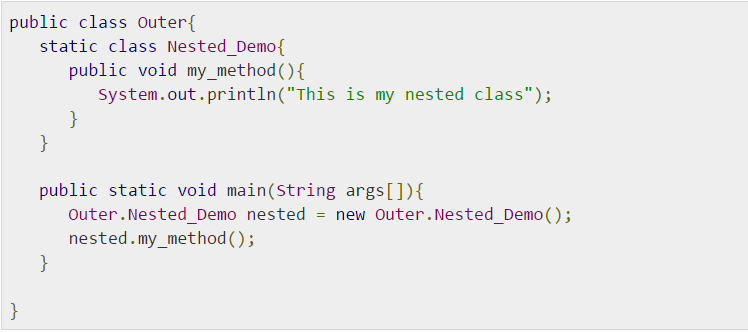 public class Outer{
static class Nested_Demo{
public void my_method(){
System.out.println("This is my nested class");
}
}
public static void main(String args[]){
Outer.Nested_Demo nested = new Outer.Nested_Demo();
nested.my_method();
}
}